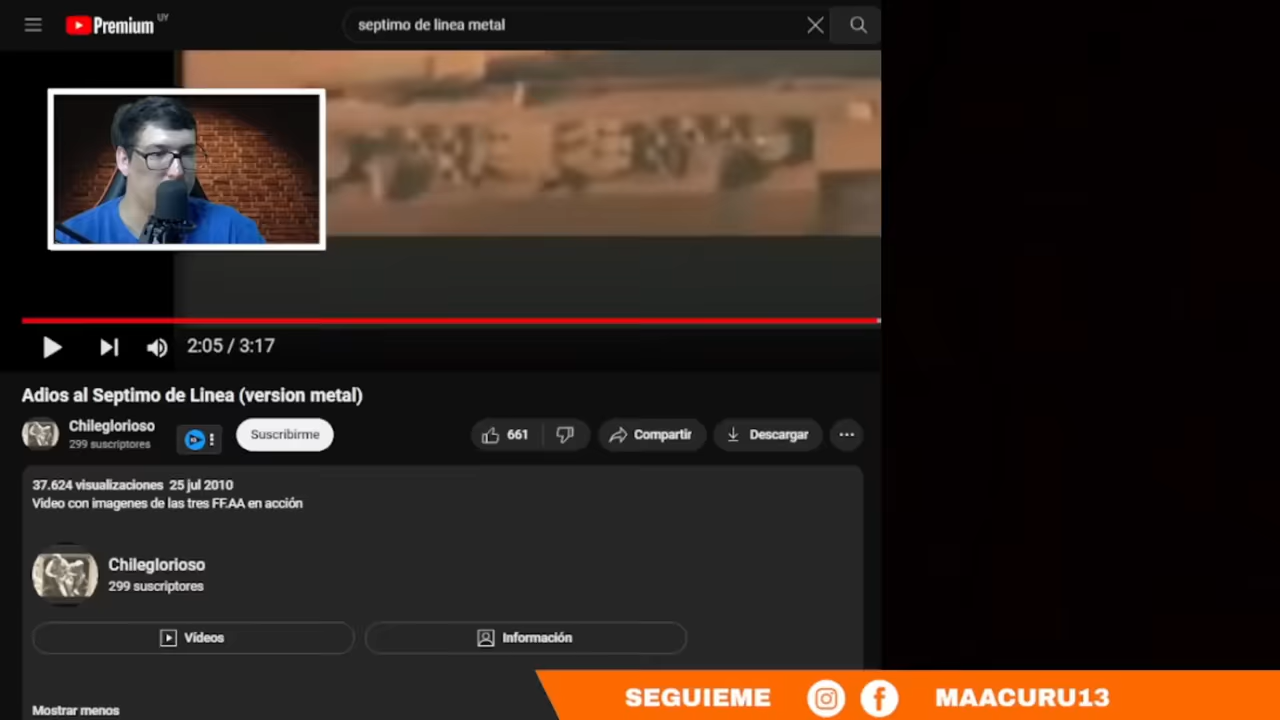 Premium UY
septimo de linea metal
2:05 / 3:17
Adios al Septimo de Linea (version metal)
Chileglorioso
299 suscriptores
Suscribirme
661
Compartir
Descargar
37.624 visualizaciones 25 jul 2010
Video con imagenes de las tres FF.AA en acción
Chileglorioso
299 suscriptores
Vídeos
Información
Mostrar menos
SEGUIEME
MAACURU13